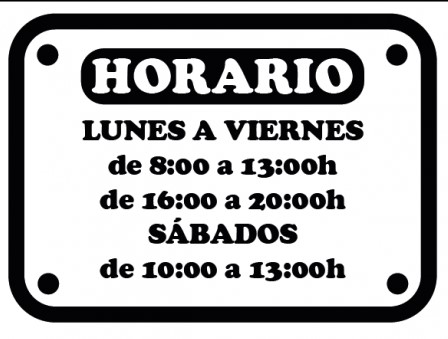 HORARIO
LUNES A VIERNES
de 8:00 a 13:00h
de 16:00 a 20:00h
SÁBADOS
de 10:00 a 13:00h